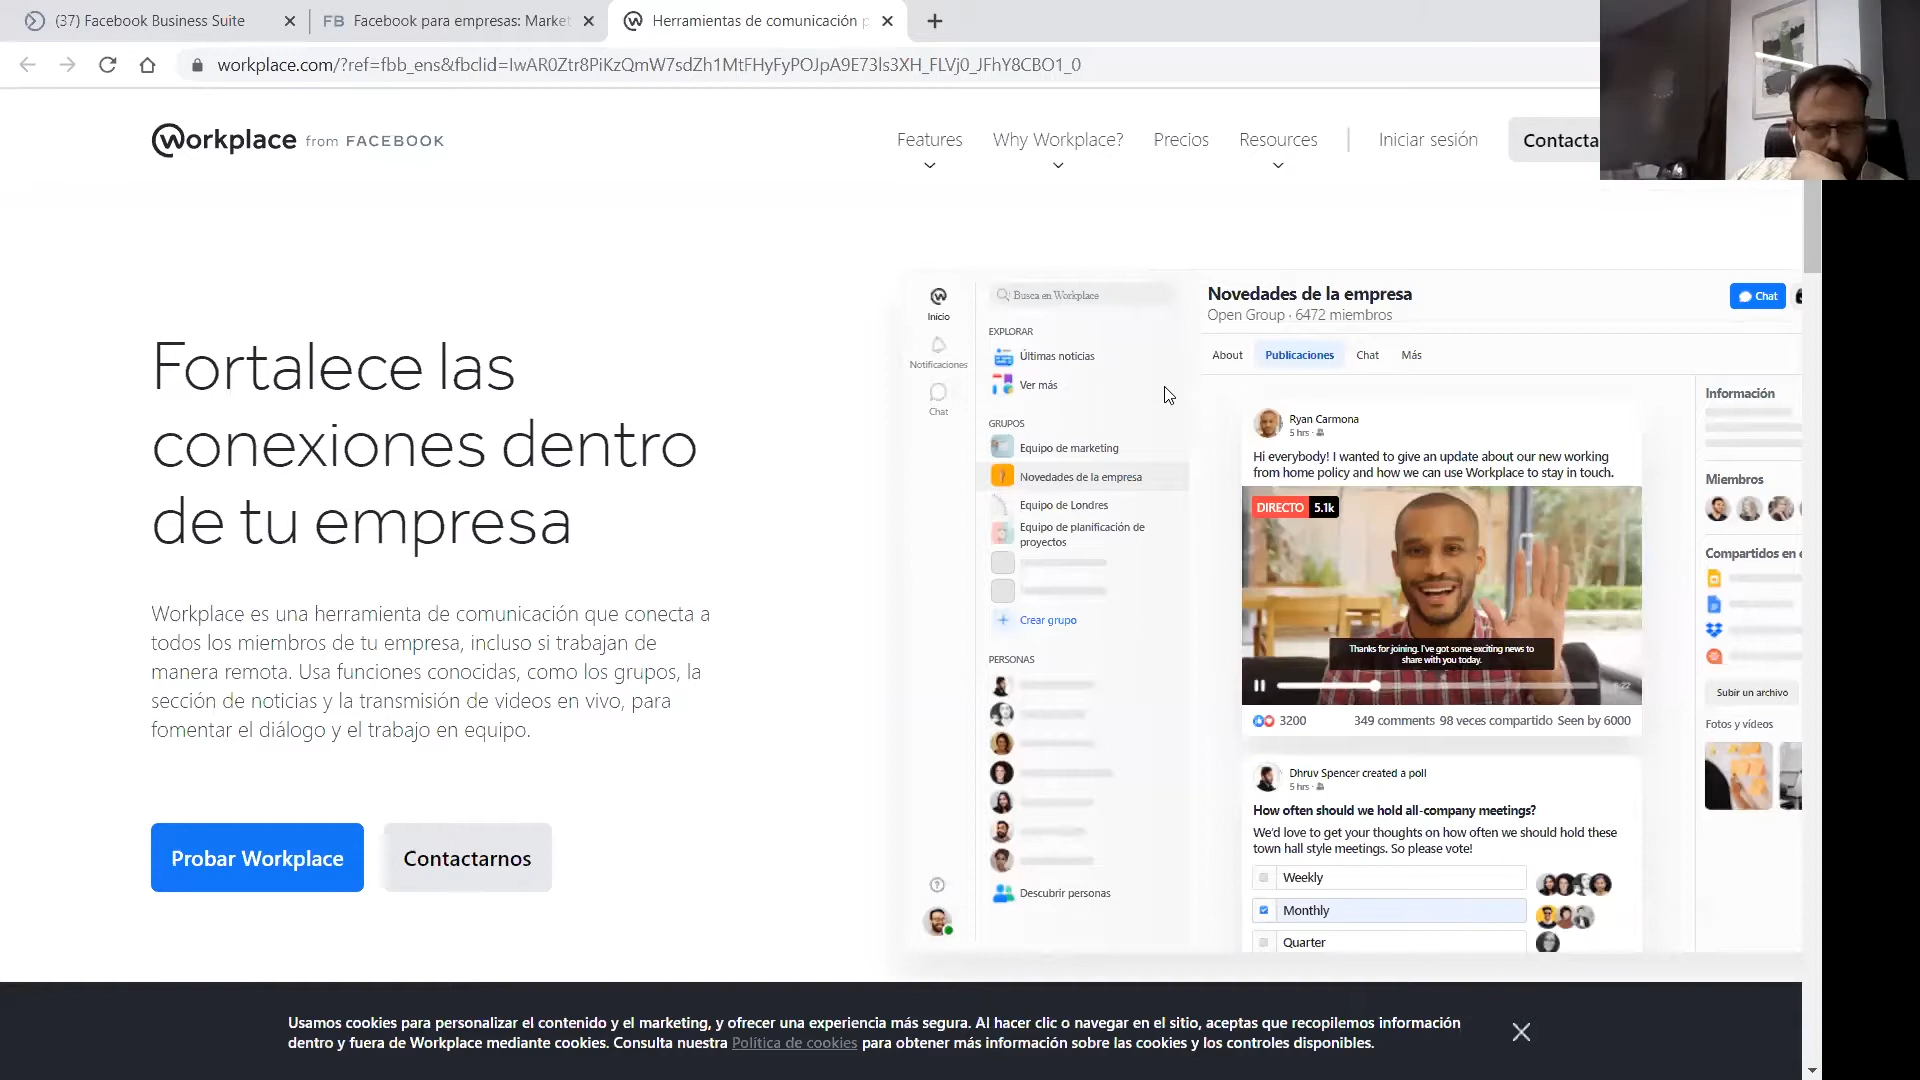 (37) Facebook Business Suite
FB Facebook para empresas: Market
Herramientas de comunicación p
workplace.com/?ref=fbb_ens&fbclid=IwAR0Ztr8PiKzQmW7sdZh1MtFHyFyPOJpA9E73ls3XH_FLVj0_JFhY8CBO1_0
Workplace from FACEBOOK
Features
Why Workplace?
Precios
Resources
Iniciar sesión
Contacta
Fortalece las
conexiones dentro
de tu empresa
Workplace es una herramienta de comunicación que conecta a
todos los miembros de tu empresa, incluso si trabajan de
manera remota. Usa funciones conocidas, como los grupos, la
sección de noticias y la transmisión de videos en vivo, para
fomentar el diálogo y el trabajo en equipo.
Probar Workplace
Contactarnos
Inicio
Notificaciones
Chat
Busca en Workplace
EXPLORAR
Últimas noticias
Ver más
GRUPOS
Equipo de marketing
Novedades de la empresa
Equipo de Londres
Equipo de planificación de
proyectos
Crear grupo
PERSONAS
Descubrir personas
Novedades de la empresa
Open Group · 6472 miembros
Chat
About
Publicaciones
Chat
Más
Ryan Carmona
5 hrs ·
Hi everybody! I wanted to give an update about our new working
from home policy and how we can use Workplace to stay in touch.
DIRECTO 5.1k
Thanks for joining. I've got some exciting news to
share with you today.
3200
349 comments 98 veces compartido Seen by 6000
Dhruv Spencer created a poll
5 hrs ·
How often should we hold all-company meetings?
We'd love to get your thoughts on how often we should hold these
town hall style meetings. So please vote!
Weekly
Monthly
Quarter
Información
Miembros
Compartidos en e
Subir un archivo
Fotos y vídeos
Usamos cookies para personalizar el contenido y el marketing, y ofrecer una experiencia más segura. Al hacer clic o navegar en el sitio, aceptas que recopilemos información
dentro y fuera de Workplace mediante cookies. Consulta nuestra Política de cookies para obtener más información sobre las cookies y los controles disponibles.